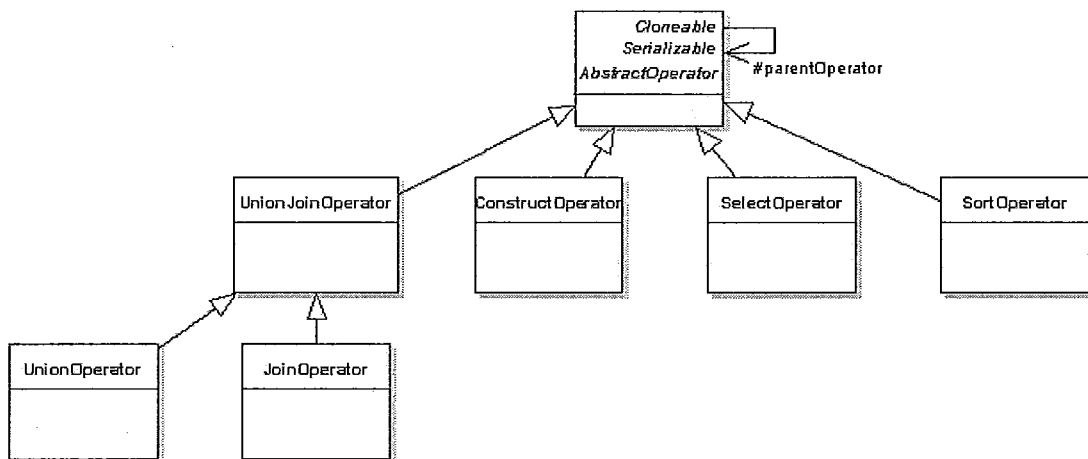 Cloneable
Serializable
AbstractOperator
#parentOperator
UnionJoinOperator
ConstructOperator
SelectOperator
SortOperator
UnionOperator
JoinOperator